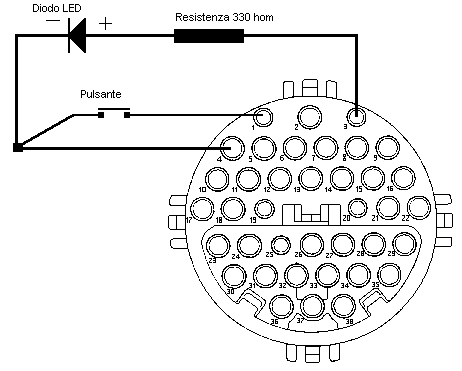 Diodo LED
Resistenza 330 hom
— +
Pulsante
1 2 3
4 5 6 7 8 9
10 11 12 13 14 15 16
17 18 19 20 21 22
23 24 25 26 27 28 29
30 31 32 33 34 35
36 37 38